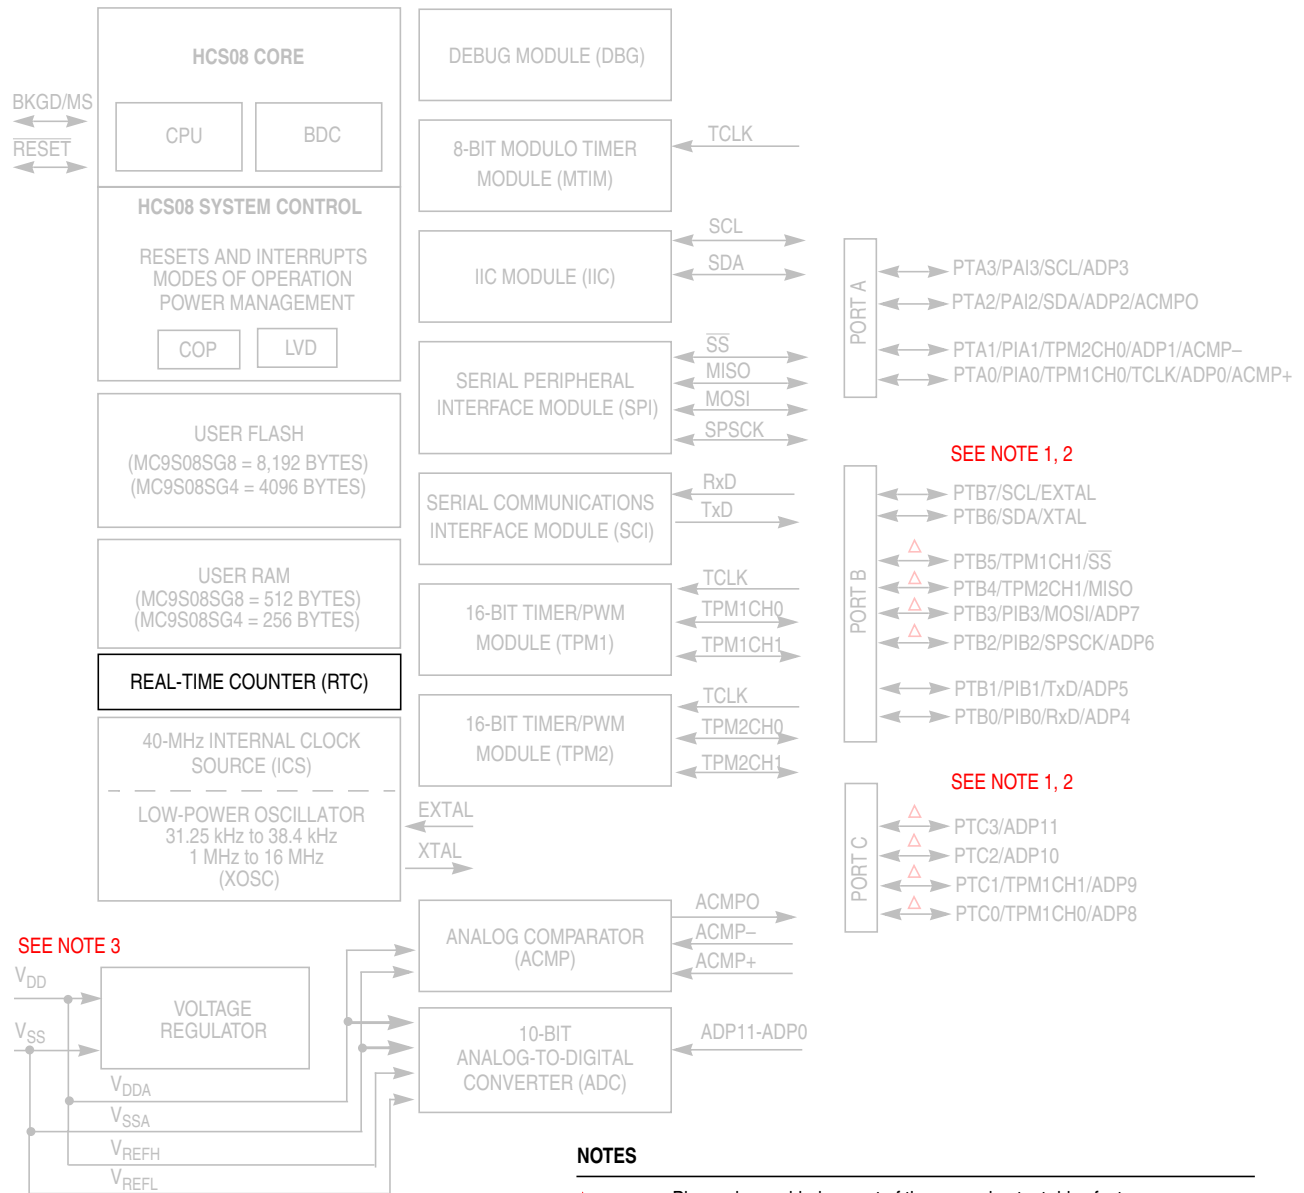 HCS08 CORE
CPU
BDC
BKGD/MS
RESET
HCS08 SYSTEM CONTROL
RESETS AND INTERRUPTS
MODES OF OPERATION
POWER MANAGEMENT
COP
LVD
USER FLASH
(MC9S08SG8 = 8,192 BYTES)
(MC9S08SG4 = 4096 BYTES)
USER RAM
(MC9S08SG8 = 512 BYTES)
(MC9S08SG4 = 256 BYTES)
REAL-TIME COUNTER (RTC)
40-MHz INTERNAL CLOCK
SOURCE (ICS)
LOW-POWER OSCILLATOR
31.25 kHz to 38.4 kHz
1 MHz to 16 MHz
(XOSC)
EXTAL
XTAL
SEE NOTE 3
VDD
VSS
VOLTAGE
REGULATOR
VDDA
VSSA
VREFH
VREFL
DEBUG MODULE (DBG)
8-BIT MODULO TIMER
MODULE (MTIM)
TCLK
IIC MODULE (IIC)
SCL
SDA
SERIAL PERIPHERAL
INTERFACE MODULE (SPI)
SS
MISO
MOSI
SPSCK
SERIAL COMMUNICATIONS
INTERFACE MODULE (SCI)
RxD
TxD
16-BIT TIMER/PWM
MODULE (TPM1)
TCLK
TPM1CH0
TPM1CH1
16-BIT TIMER/PWM
MODULE (TPM2)
TCLK
TPM2CH0
TPM2CH1
ANALOG COMPARATOR
(ACMP)
ACMPO
ACMP–
ACMP+
10-BIT
ANALOG-TO-DIGITAL
CONVERTER (ADC)
ADP11-ADP0
PORT A
PTA3/PAI3/SCL/ADP3
PTA2/PAI2/SDA/ADP2/ACMPO
PTA1/PIA1/TPM2CH0/ADP1/ACMP–
PTA0/PIA0/TPM1CH0/TCLK/ADP0/ACMP+
SEE NOTE 1, 2
PORT B
PTB7/SCL/EXTAL
PTB6/SDA/XTAL
PTB5/TPM1CH1/SS
PTB4/TPM2CH1/MISO
PTB3/PIB3/MOSI/ADP7
PTB2/PIB2/SPSCK/ADP6
PTB1/PIB1/TxD/ADP5
PTB0/PIB0/RxD/ADP4
SEE NOTE 1, 2
PORT C
PTC3/ADP11
PTC2/ADP10
PTC1/TPM1CH1/ADP9
PTC0/TPM1CH0/ADP8
NOTES